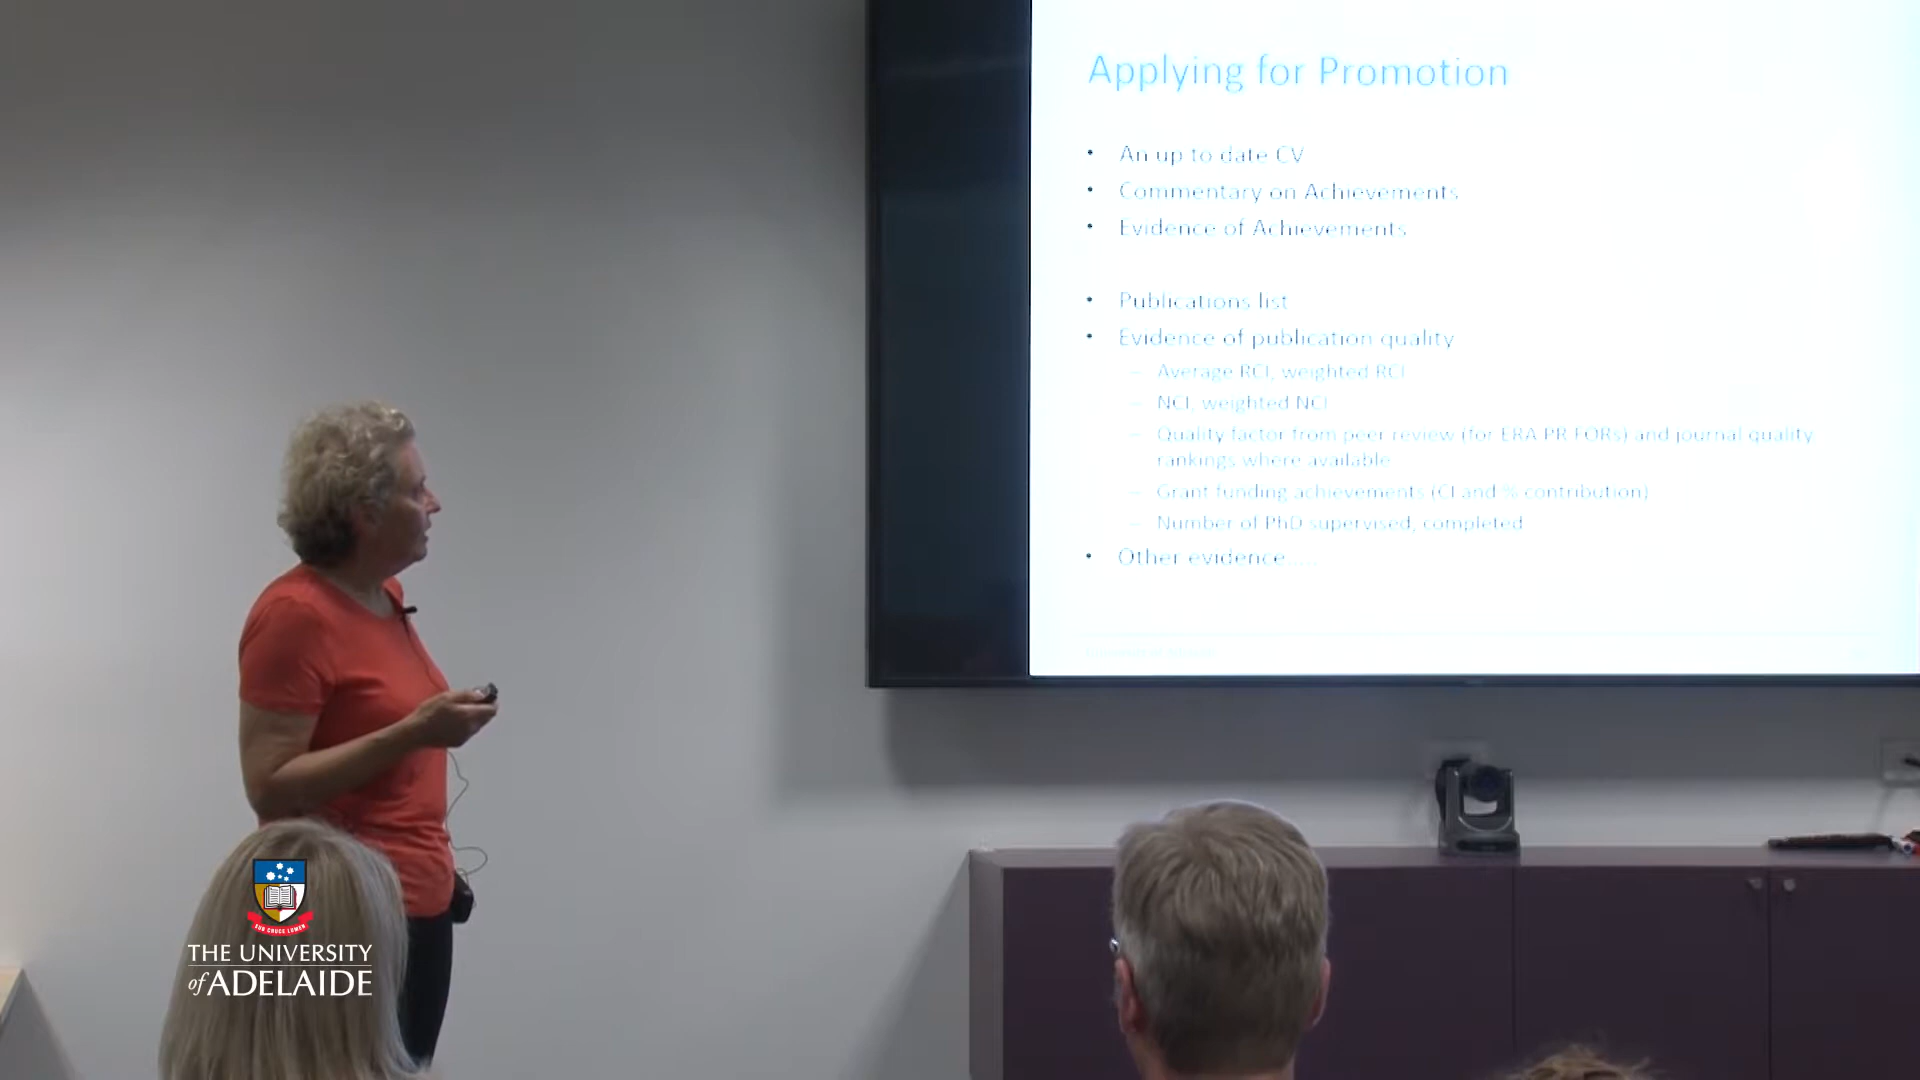 Applying for Promotion
• An up to date CV
• Commentary on Achievements
• Evidence of Achievements
• Publications list
• Evidence of publication quality
– Average RCI, weighted RCI
– NCI, weighted NCI
– Quality factor from peer review (for ERA PR FORs) and journal quality
rankings where available
– Grant funding achievements (CI and % contribution)
– Number of PhD supervised, completed
• Other evidence.....
SUB CRUCE LUMEN
THE UNIVERSITY
of ADELAIDE